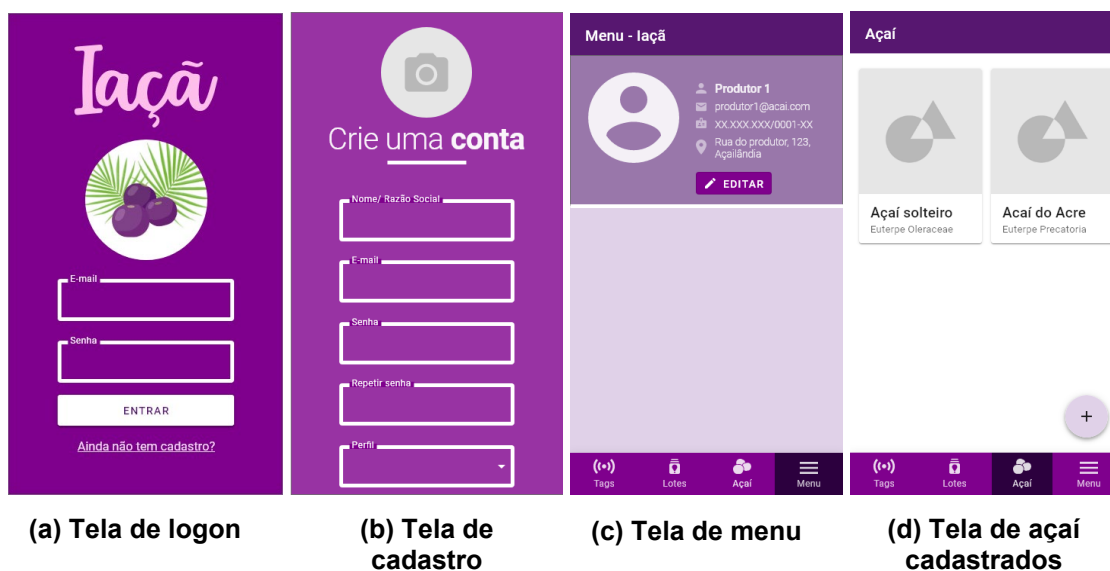 Iaçã
E-mail
Senha
ENTRAR
Ainda não tem cadastro?
(a) Tela de logon
Crie uma conta
Nome/ Razão Social
E-mail
Senha
Repetir senha
Perfil
(b) Tela de
cadastro
Menu - Iaçã
Produtor 1
produtor1@acai.com
XX.XXX.XXX/0001-XX
Rua do produtor, 123,
Açailândia
EDITAR
Tags
Lotes
Açaí
Menu
(c) Tela de menu
Açaí
Açaí solteiro
Euterpe Oleraceae
Acaí do Acre
Euterpe Precatoria
+
Tags
Lotes
Açaí
Menu
(d) Tela de açaí
cadastrados